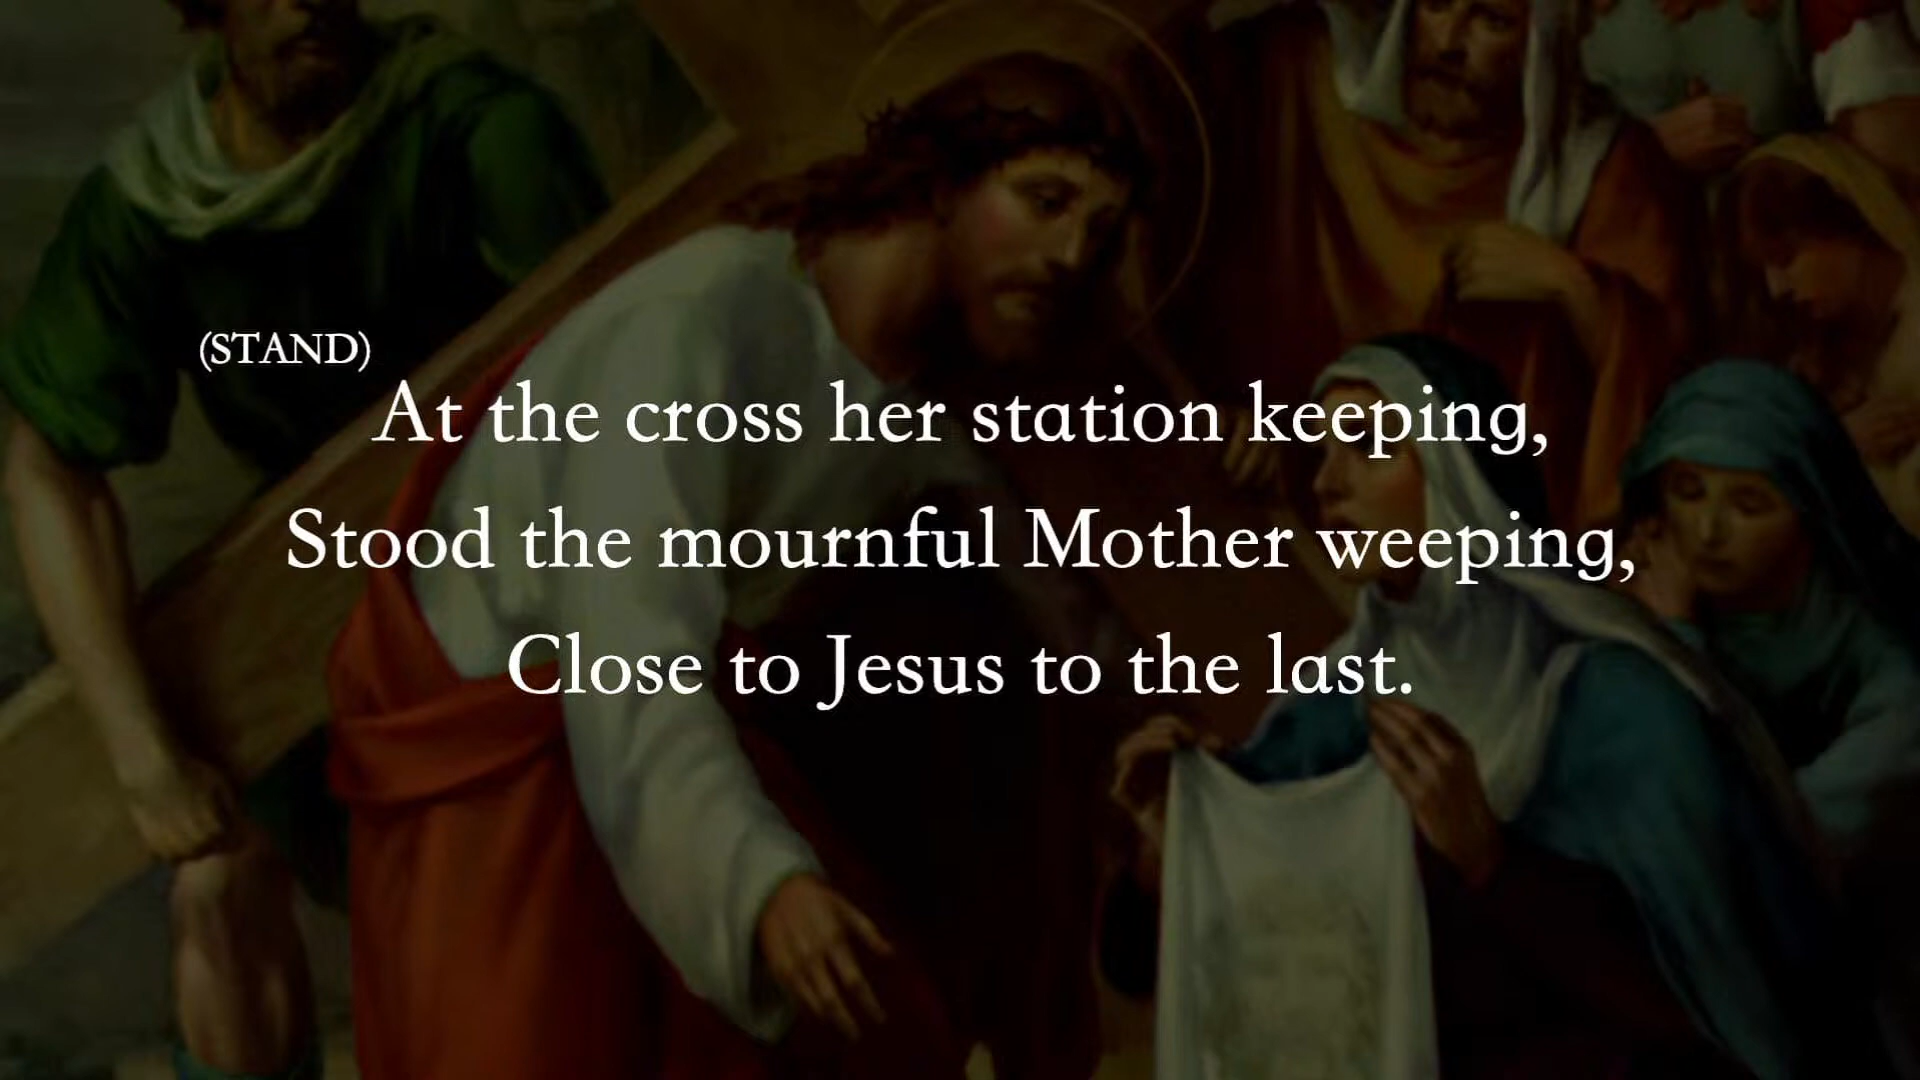 (STAND)
At the cross her station keeping,
Stood the mournful Mother weeping,
Close to Jesus to the last.